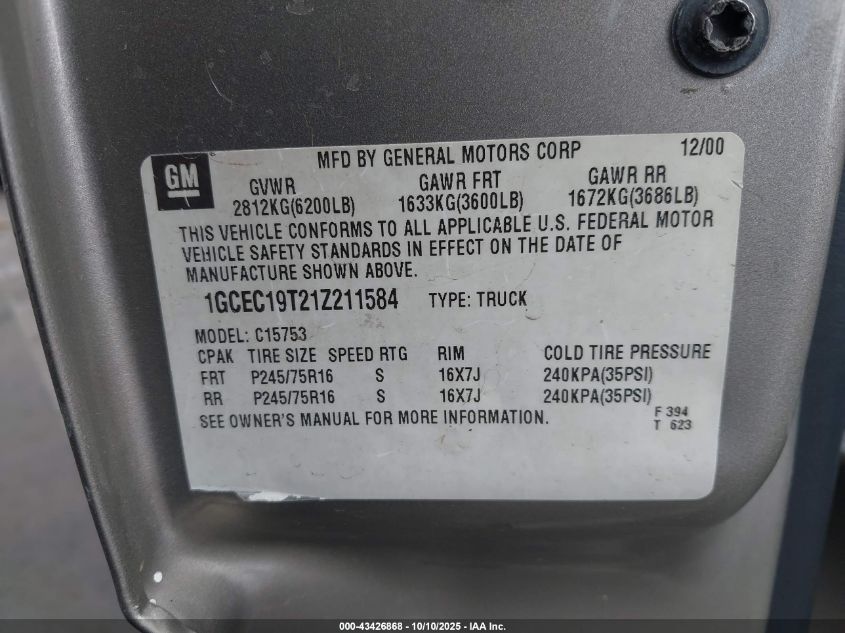 GM
MFD BY GENERAL MOTORS CORP 12/00
GVWR GAWR FRT GAWR RR
2812KG(6200LB) 1633KG(3600LB) 1672KG(3686LB)
THIS VEHICLE CONFORMS TO ALL APPLICABLE U.S. FEDERAL MOTOR
VEHICLE SAFETY STANDARDS IN EFFECT ON THE DATE OF
MANUFACTURE SHOWN ABOVE.
1GCEC19T21Z211584 TYPE: TRUCK
MODEL: C15753
CPAK TIRE SIZE SPEED RTG RIM COLD TIRE PRESSURE
FRT P245/75R16 S 16X7J 240KPA(35PSI)
RR P245/75R16 S 16X7J 240KPA(35PSI)
SEE OWNER'S MANUAL FOR MORE INFORMATION.
F 394
T 623
000-43426868 - 10/10/2025 - IAA Inc.